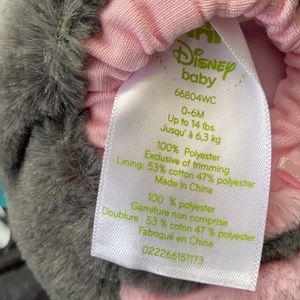 Disney
baby
66804WC
0-6M
Up to 14 lbs.
Jusqu'à 6,3 kg
100% Polyester
Exclusive of trimming
Lining: 53% cotton 47% polyester
Made in China
100 % polyester
Garniture non comprise
Doublure : 53 % coton 47 % polyester
Fabriqué en Chine
022266151173